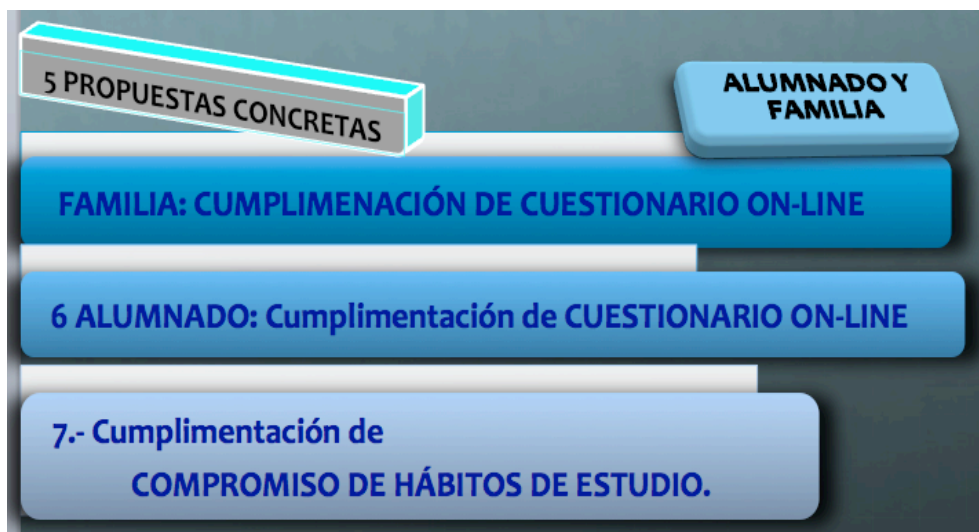 5 PROPUESTAS CONCRETAS
ALUMNADO Y
FAMILIA
FAMILIA: CUMPLIMENACIÓN DE CUESTIONARIO ON-LINE
6 ALUMNADO: Cumplimentación de CUESTIONARIO ON-LINE
7.- Cumplimentación de
COMPROMISO DE HÁBITOS DE ESTUDIO.